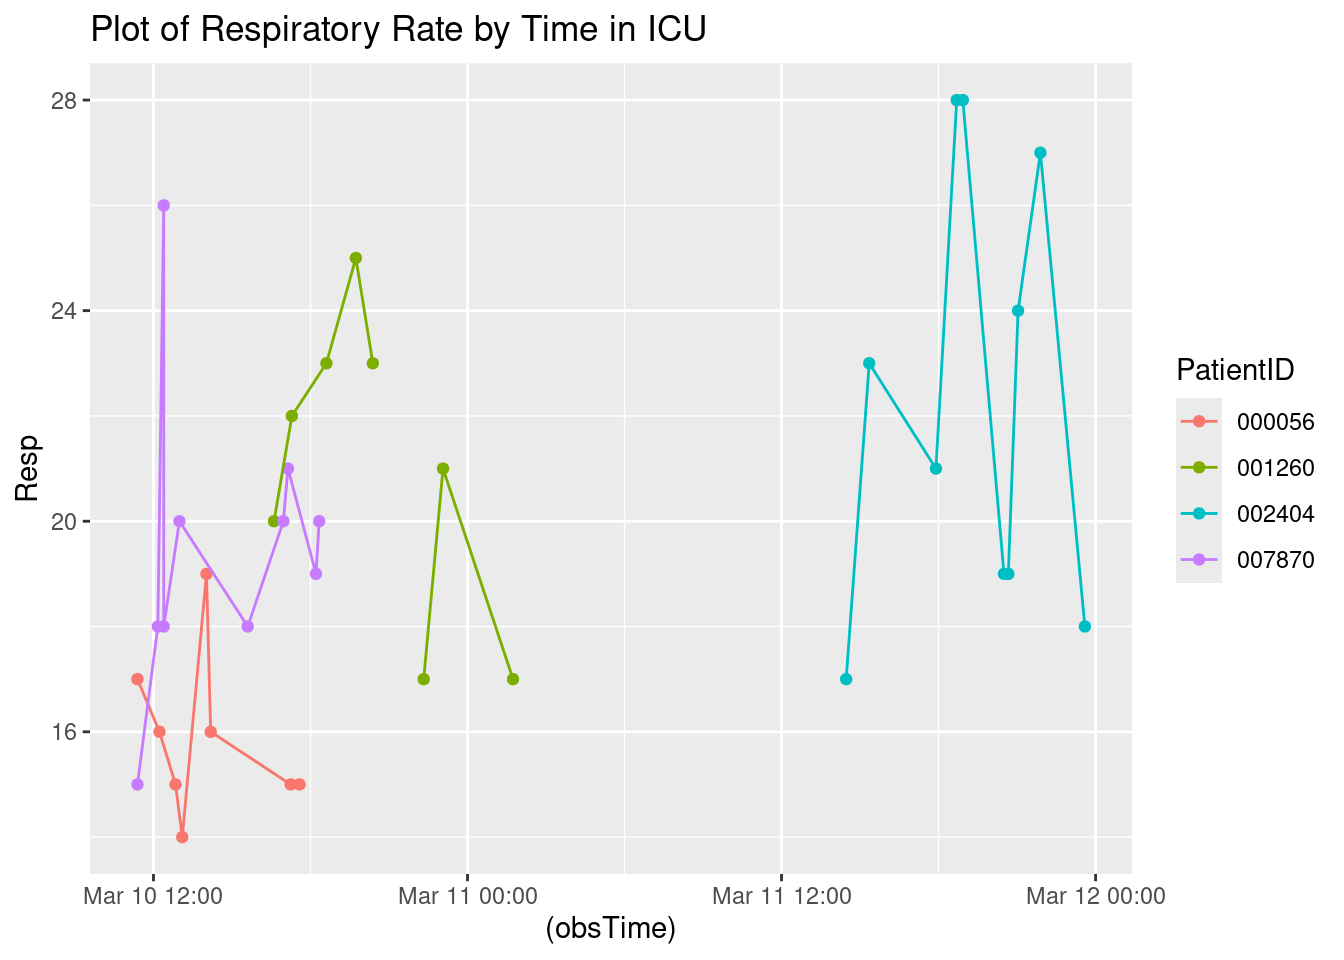 Plot of Respiratory Rate by Time in ICU
28
24
20
16
Resp
Mar 10 12:00
Mar 11 00:00
Mar 11 12:00
Mar 12 00:00
(obsTime)
PatientID
000056
001260
002404
007870